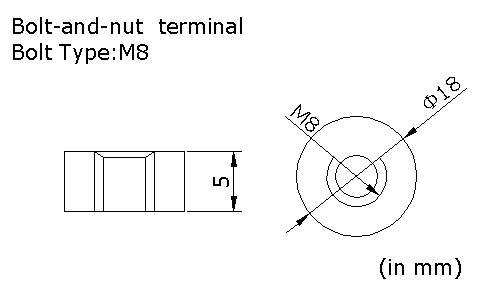 Bolt-and-nut terminal
Bolt Type:M8
M8
Φ18
5
(in mm)